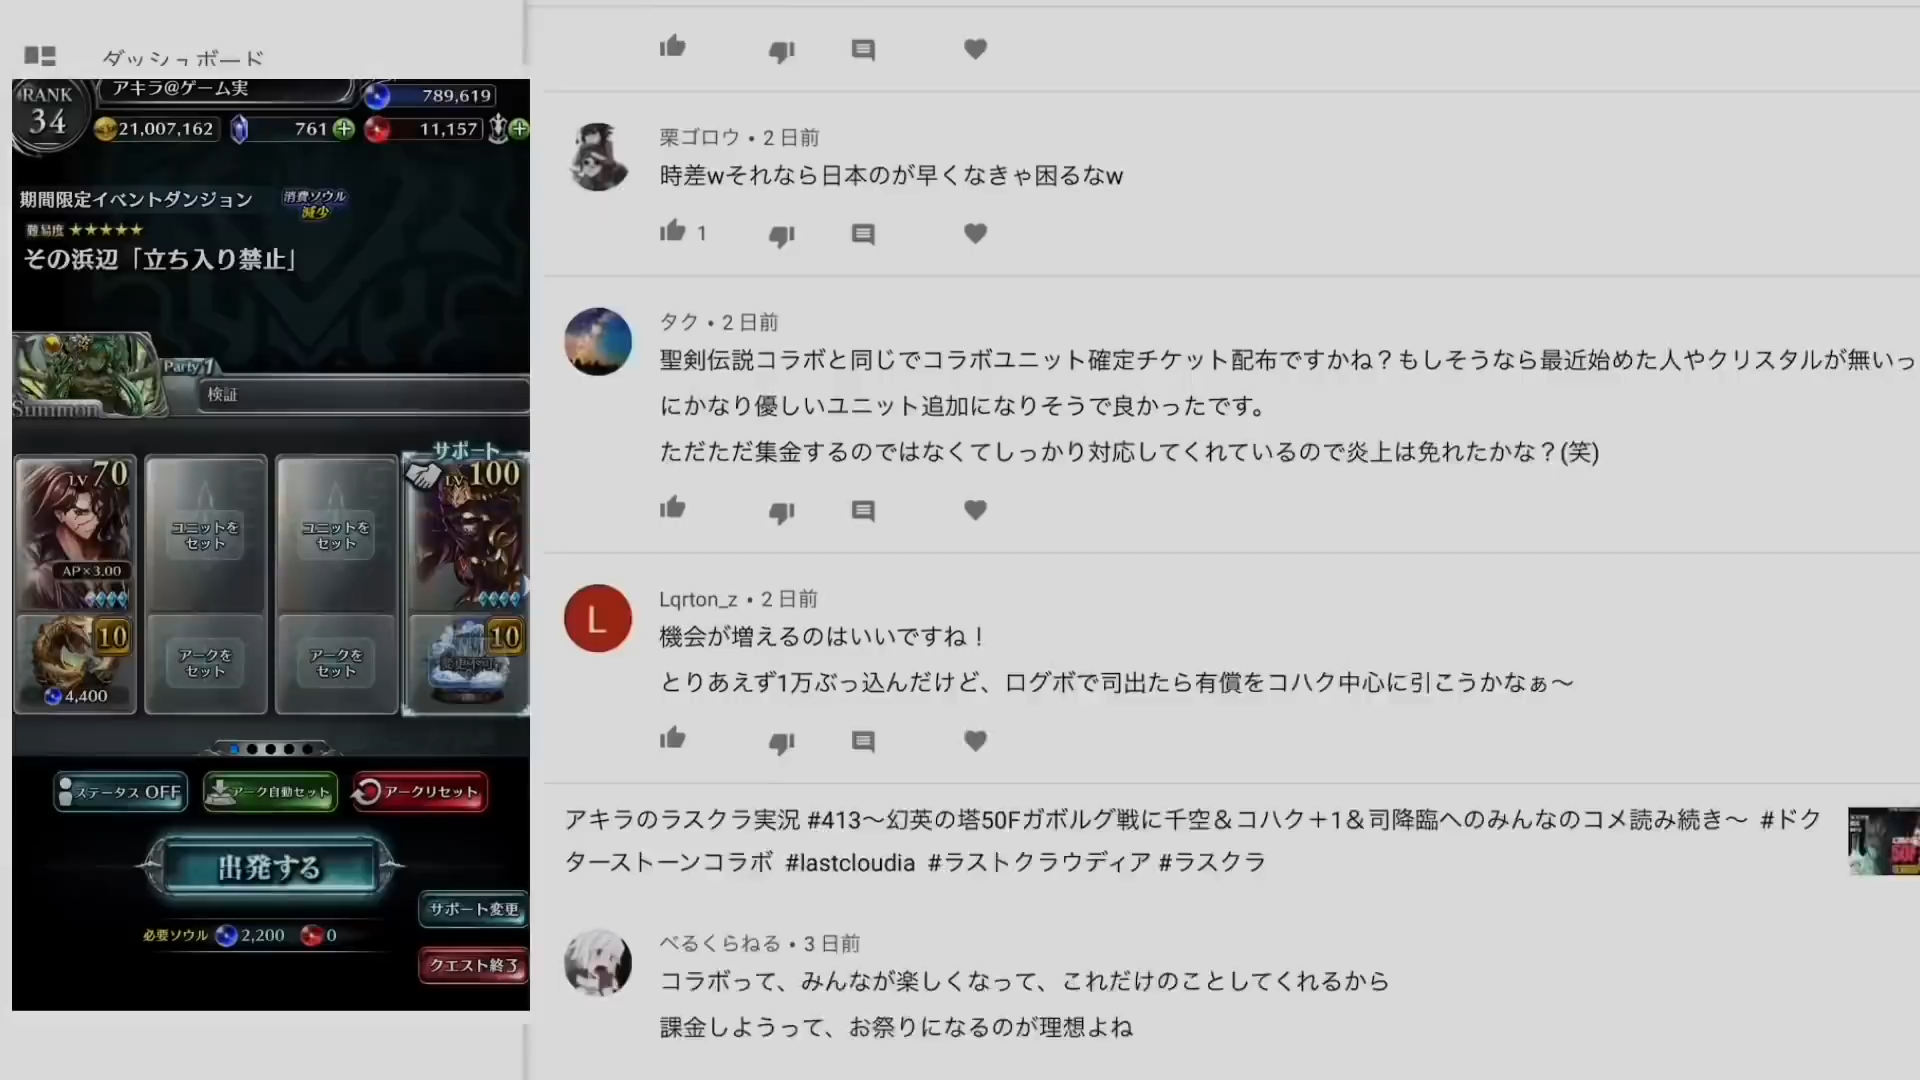 ダッシュボード
RANK
34
アキラ@ゲーム実
789,619
21,007,162
761
11,157
期間限定イベントダンジョン
消費ソウル
減少
難易度 ★★★★★
その浜辺「立ち入り禁止」
Party 1
検証
Summon
サポート
LV 70
LV 100
ユニットを
セット
ユニットを
セット
AP×3.00
10
10
アークを
セット
アークを
セット
4,400
ステータス OFF
アーク自動セット
アークリセット
出発する
サポート変更
必要ソウル 2,200 0
クエスト終了
栗ゴロウ • 2 日前
時差wそれなら日本のが早くなきゃ困るなw
1
タク • 2 日前
聖剣伝説コラボと同じでコラボユニット確定チケット配布ですかね？もしそうなら最近始めた人やクリスタルが無いっ
にかなり優しいユニット追加になりそうで良かったです。
ただただ集金するのではなくてしっかり対応してくれているので炎上は免れたかな？(笑)
L
Lqrton_z • 2 日前
機会が増えるのはいいですね！
とりあえず1万ぶっ込んだけど、ログボで司出たら有償をコハク中心に引こうかなぁ〜
アキラのラスクラ実況 #413〜幻英の塔50Fガボルグ戦に千空＆コハク＋1＆司降臨へのみんなのコメ読み続き〜 #ドク
ターストーンコラボ #lastcloudia #ラストクラウディア #ラスクラ
べるくらねる • 3 日前
コラボって、みんなが楽しくなって、これだけのことしてくれるから
課金しようって、お祭りになるのが理想よね